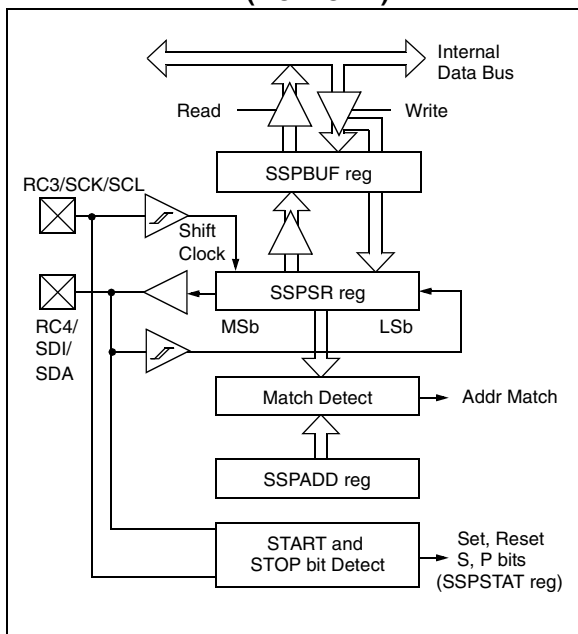 Internal
Data Bus
Read
Write
SSPBUF reg
RC3/SCK/SCL
Shift
Clock
SSPSR reg
MSb
LSb
RC4/
SDI/
SDA
Match Detect
Addr Match
SSPADD reg
START and
STOP bit Detect
Set, Reset
S, P bits
(SSPSTAT reg)